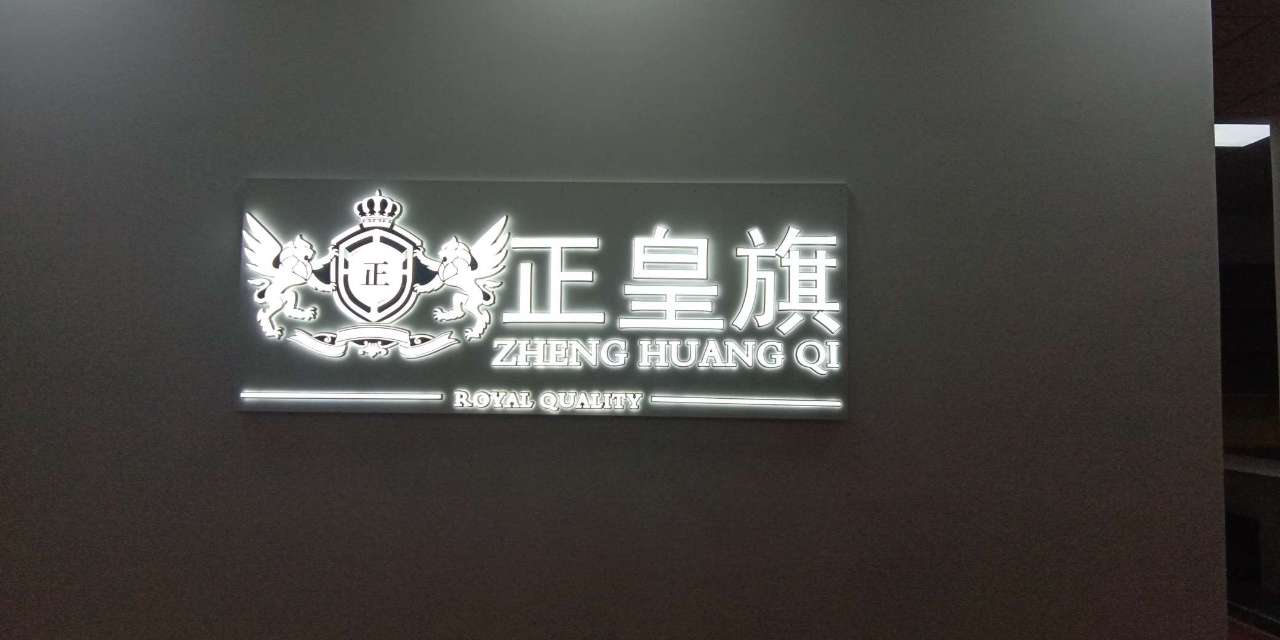 正
正皇旗
ZHENG HUANG QI
ROYAL QUALITY